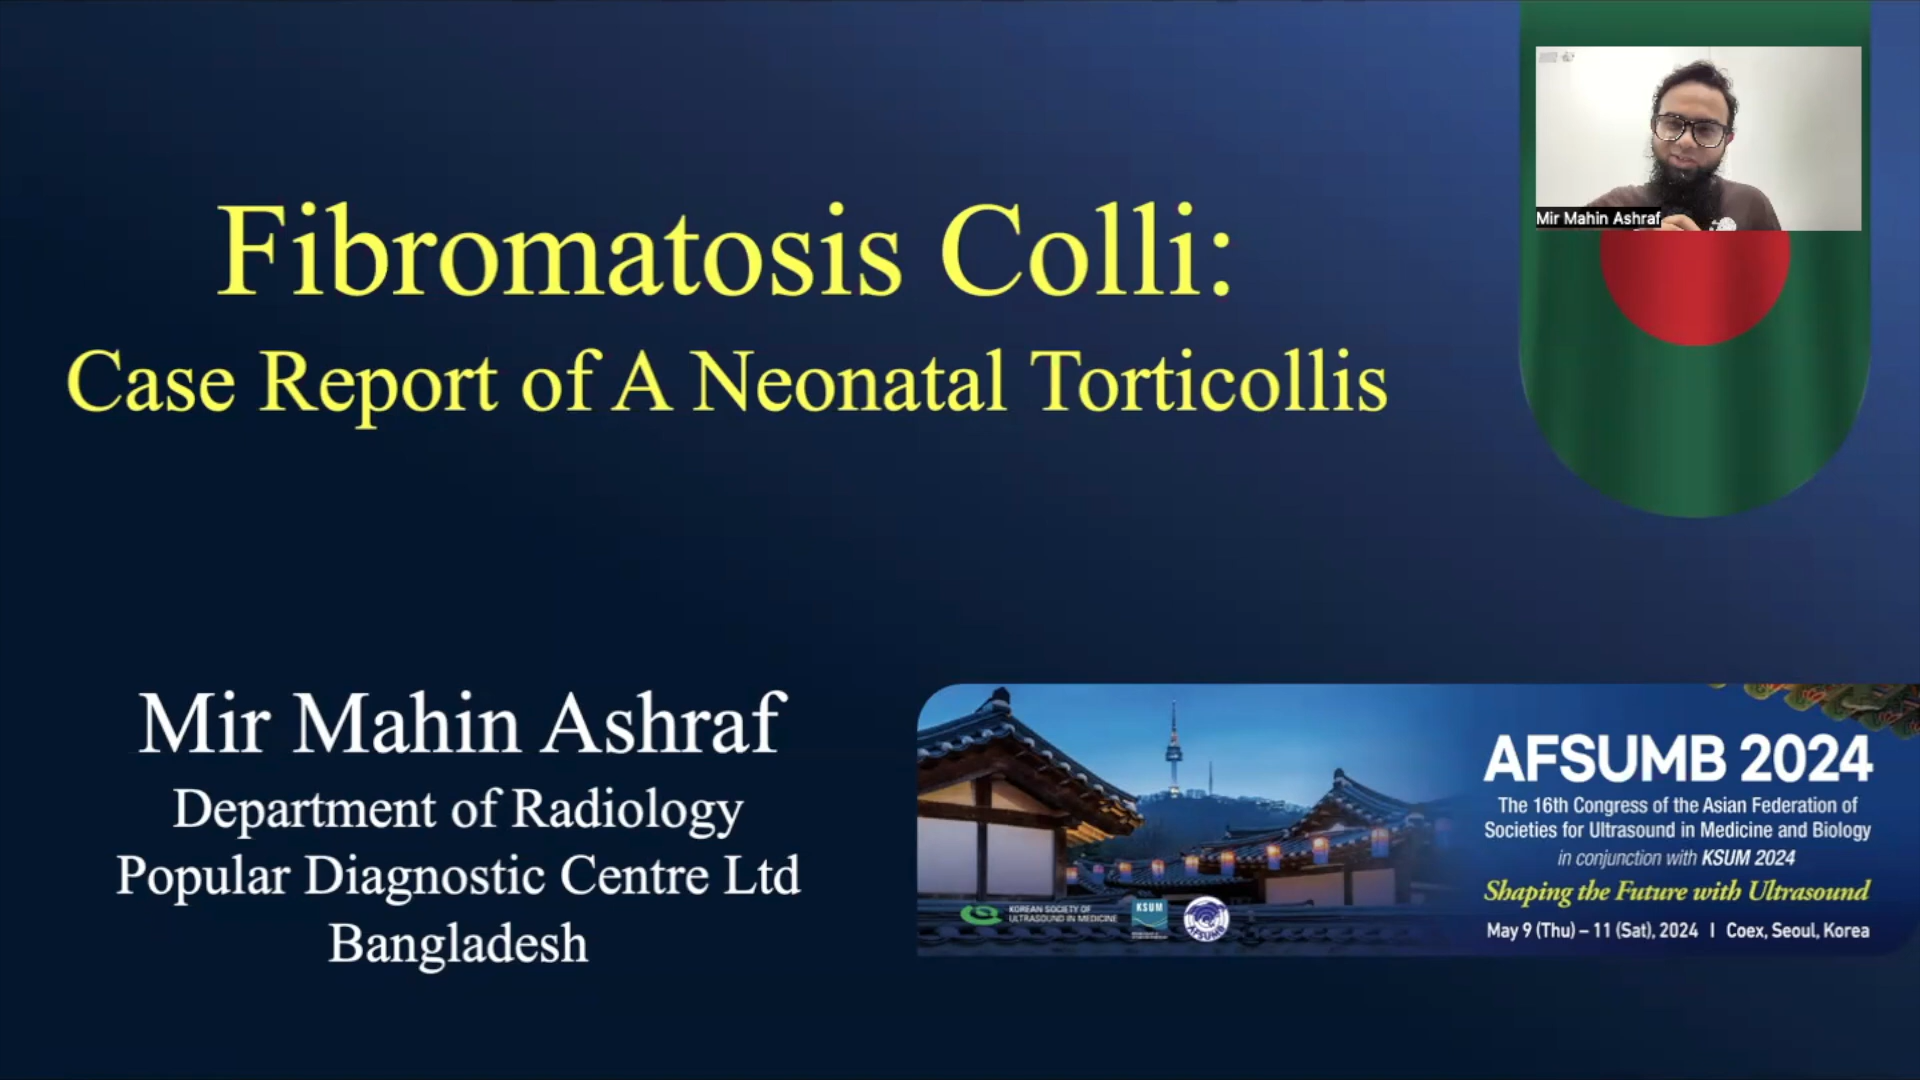 Fibromatosis Colli:
Case Report of A Neonatal Torticollis
Mir Mahin Ashraf
Mir Mahin Ashraf
Department of Radiology
Popular Diagnostic Centre Ltd
Bangladesh
AFSUMB 2024
The 16th Congress of the Asian Federation of
Societies for Ultrasound in Medicine and Biology
in conjunction with KSUM 2024
Shaping the Future with Ultrasound
May 9 (Thu) – 11 (Sat), 2024 | Coex, Seoul, Korea
KOREAN SOCIETY OF
ULTRASOUND IN MEDICINE
KSUM
AFSUMB